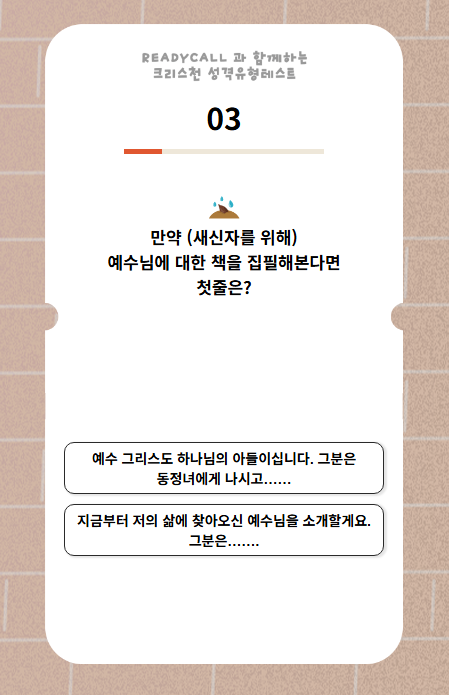 READYCALL 과 함께하는
크리스천 성격유형테스트
03
만약 (새신자를 위해)
예수님에 대한 책을 집필해본다면
첫줄은?
예수 그리스도 하나님의 아들이십니다. 그분은
동정녀에게 나시고......
지금부터 저의 삶에 찾아오신 예수님을 소개할게요.
그분은.......